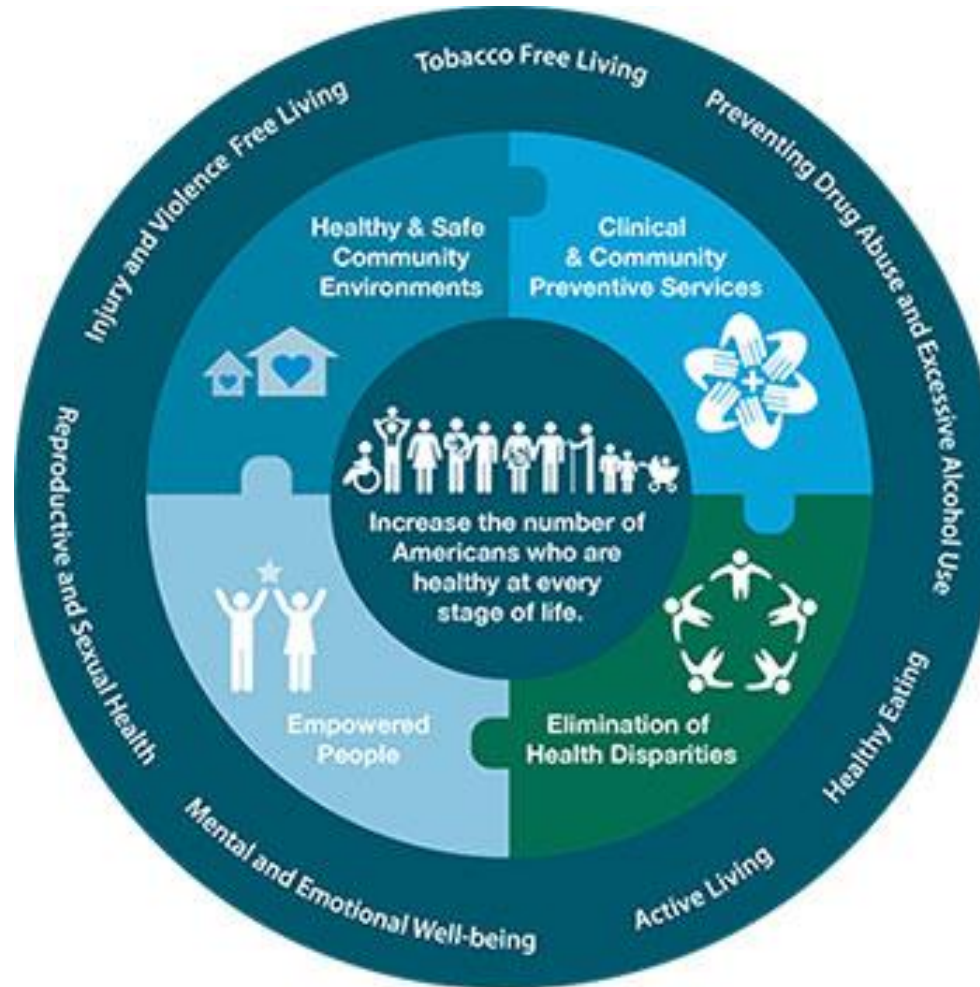 Tobacco Free Living
Preventing Drug Abuse and Excessive Alcohol Use
Healthy Eating
Active Living
Mental and Emotional Well-being
Reproductive and Sexual Health
Injury and Violence Free Living
Healthy & Safe
Community
Environments
Clinical
& Community
Preventive Services
Increase the number of
Americans who are
healthy at every
stage of life.
Empowered
People
Elimination of
Health Disparities